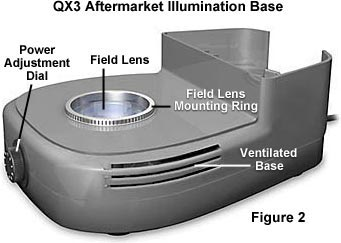 QX3 Aftermarket Illumination Base
Power
Adjustment
Dial
Field Lens
Field Lens
Mounting Ring
Ventilated
Base
Figure 2